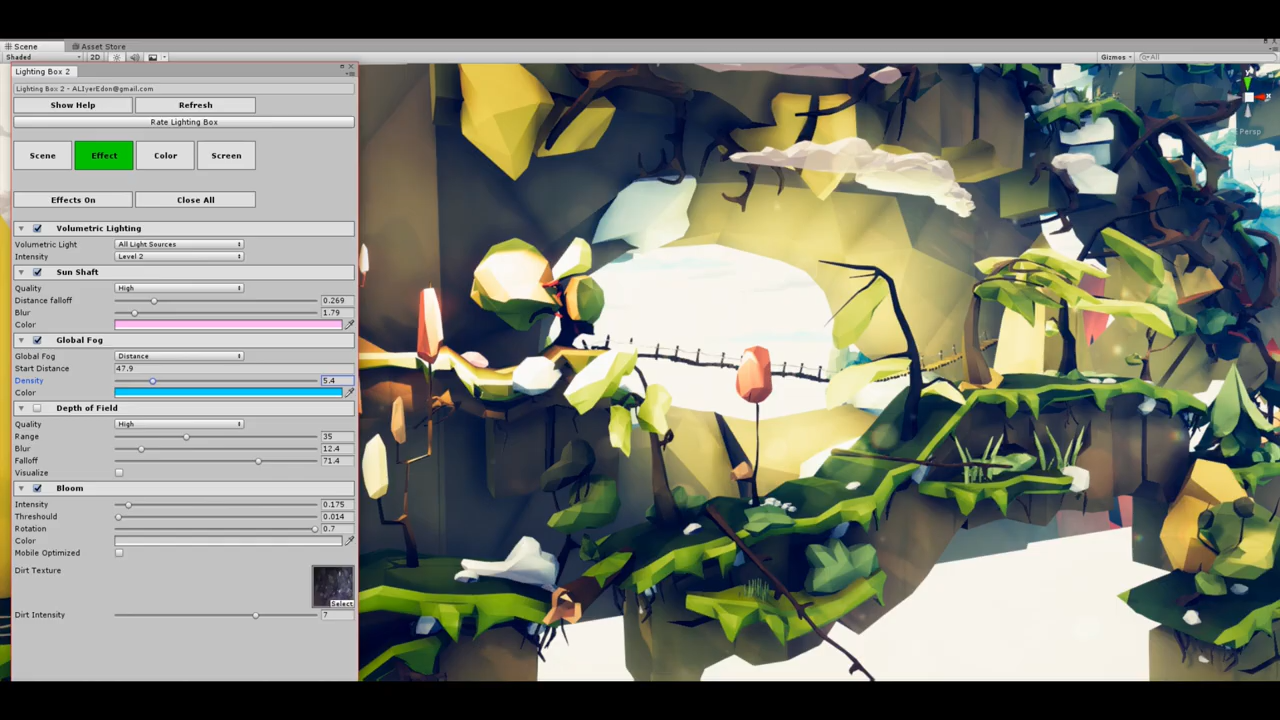 Scene Asset Store
Shaded 2D Gizmos All
Lighting Box 2
Lighting Box 2 - ALIyerEdon@gmail.com
Show Help Refresh
Rate Lighting Box
Scene Effect Color Screen
Effects On Close All
Volumetric Lighting
Volumetric Light All Light Sources
Intensity Level 2
Sun Shaft
Quality High
Distance falloff 0.269
Blur 1.79
Color
Global Fog
Global Fog Distance
Start Distance 47.9
Density 5.4
Color
Depth of Field
Quality High
Range 35
Blur 12.4
Falloff 71.4
Visualize
Bloom
Intensity 0.175
Threshould 0.014
Rotation 0.7
Color
Mobile Optimized
Dirt Texture
Select
Dirt Intensity 7
Persp